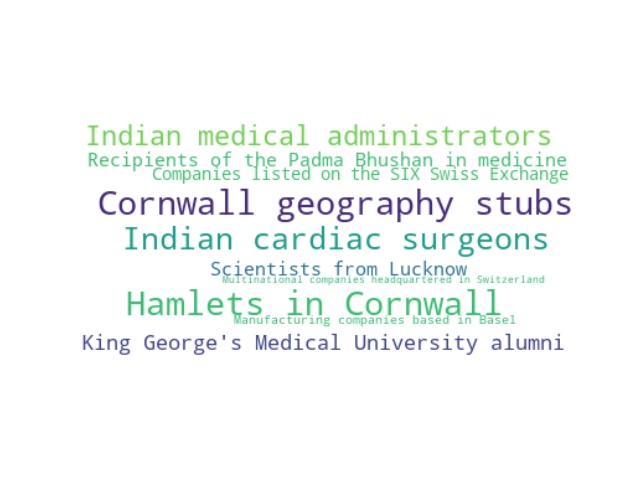 Indian medical administrators
Recipients of the Padma Bhushan in medicine
Companies listed on the SIX Swiss Exchange
Cornwall geography stubs
Indian cardiac surgeons
Scientists from Lucknow
Multinational companies headquartered in Switzerland
Hamlets in Cornwall
Manufacturing companies based in Basel
King George's Medical University alumni